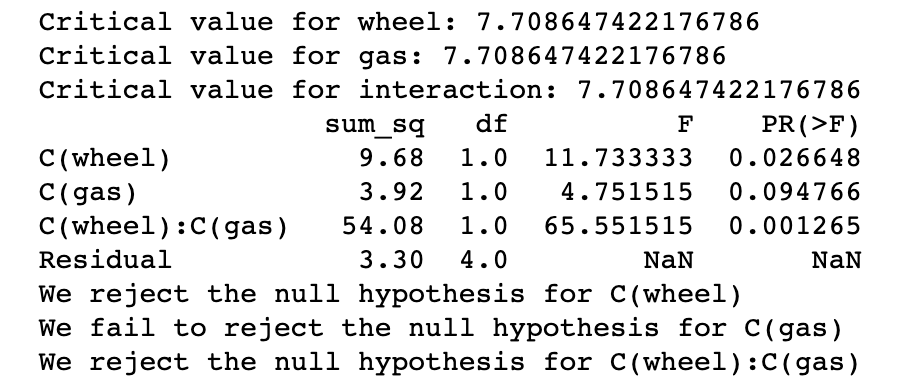 Critical value for wheel: 7.708647422176786
Critical value for gas: 7.708647422176786
Critical value for interaction: 7.708647422176786
sum_sq df F PR(>F)
C(wheel) 9.68 1.0 11.733333 0.026648
C(gas) 3.92 1.0 4.751515 0.094766
C(wheel):C(gas) 54.08 1.0 65.551515 0.001265
Residual 3.30 4.0 NaN NaN
We reject the null hypothesis for C(wheel)
We fail to reject the null hypothesis for C(gas)
We reject the null hypothesis for C(wheel):C(gas)